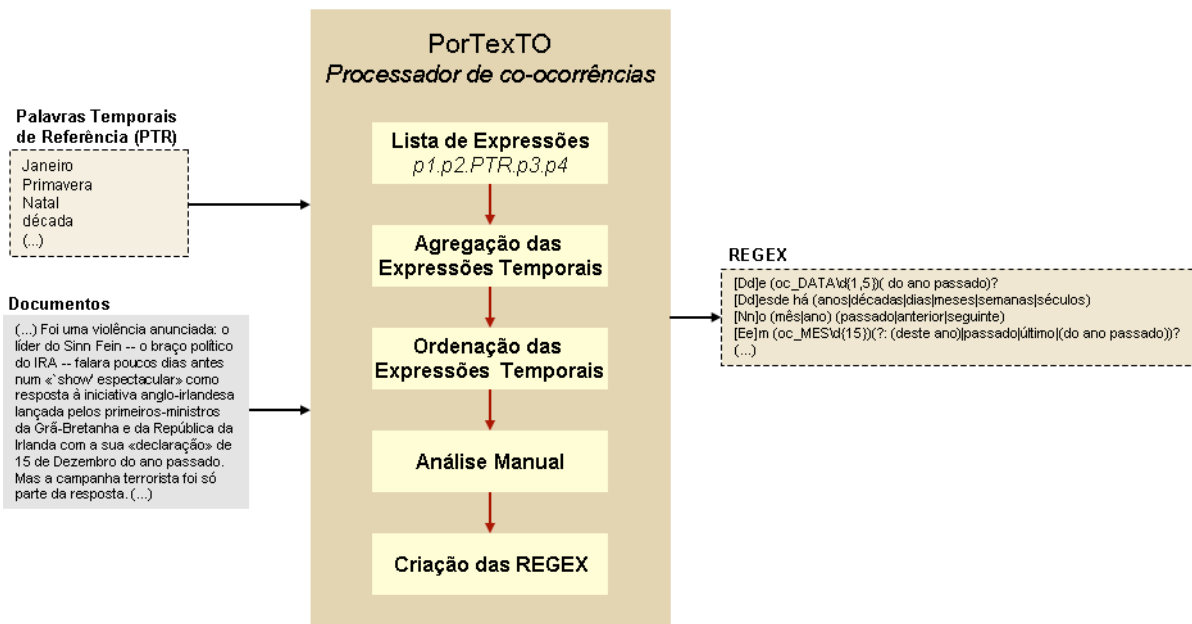 PorTexTO
Processador de co-ocorrências
Palavras Temporais
de Referência (PTR)
Janeiro
Primavera
Natal
década
(...)
Documentos
(...) Foi uma violência anunciada: o
líder do Sinn Fein -- o braço político
do IRA -- falara poucos dias antes
num «`show' espectacular» como
resposta à iniciativa anglo-irlandesa
lançada pelos primeiros-ministros
da Grã-Bretanha e da República da
Irlanda com a sua «declaração» de
15 de Dezembro do ano passado.
Mas a campanha terrorista foi só
parte da resposta. (...)
Lista de Expressões
p1.p2.PTR.p3.p4
Agregação das
Expressões Temporais
Ordenação das
Expressões Temporais
Análise Manual
Criação das REGEX
REGEX
[Dd]e (oc_DATA\d{1,5})( do ano passado)?
[Dd]esde há (anos|décadas|dias|meses|semanas|séculos)
[Nn]o (mês|ano) (passado|anterior|seguinte)
[Ee]m (oc_MES\d{15})(?: (deste ano)|passado|último|(do ano passado))?
(...)